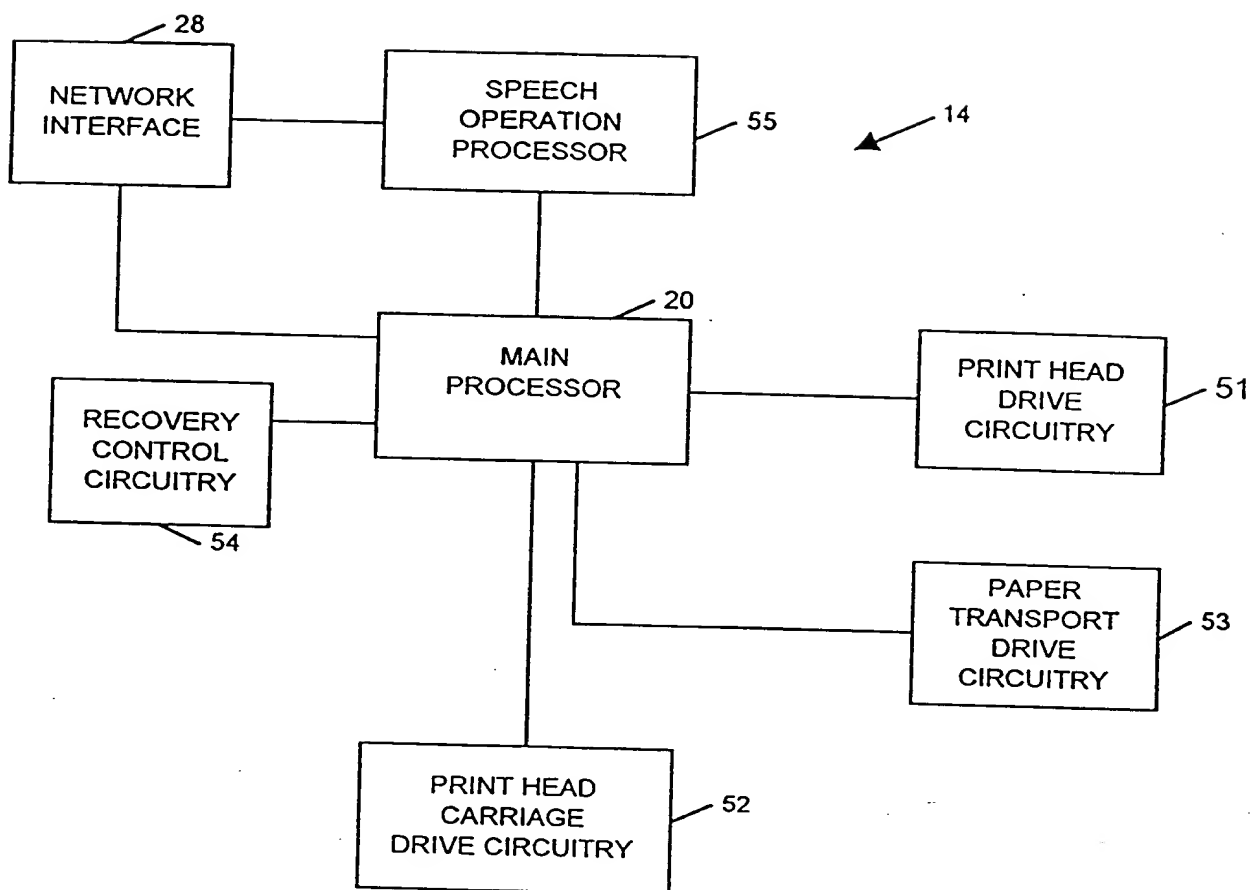 28
NETWORK
INTERFACE
SPEECH
OPERATION
PROCESSOR
55
14
20
MAIN
PROCESSOR
RECOVERY
CONTROL
CIRCUITRY
54
PRINT HEAD
DRIVE
CIRCUITRY
51
PAPER
TRANSPORT
DRIVE
CIRCUITRY
53
PRINT HEAD
CARRIAGE
DRIVE CIRCUITRY
52